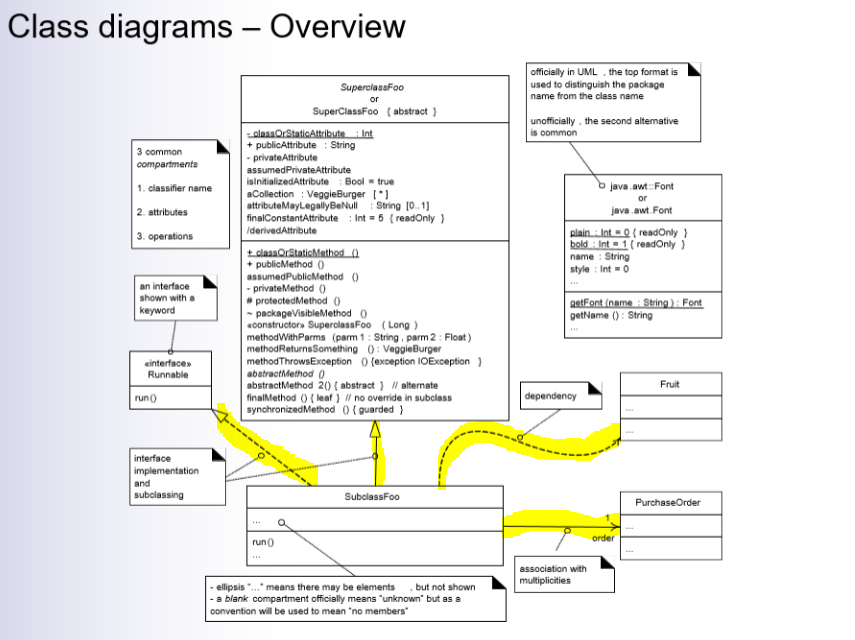 Class diagrams – Overview
officially in UML , the top format is
used to distinguish the package
name from the class name
unofficially , the second alternative
is common
SuperclassFoo
or
SuperClassFoo { abstract }
- classOrStaticAttribute : Int
+ publicAttribute : String
- privateAttribute
assumedPrivateAttribute
isInitializedAttribute : Bool = true
aCollection : VeggieBurger [ * ]
attributeMayLegallyBeNull : String [0..1]
finalConstantAttribute : Int = 5 { readOnly }
/derivedAttribute
+ classOrStaticMethod ()
+ publicMethod ()
assumedPublicMethod ()
- privateMethod ()
# protectedMethod ()
~ packageVisibleMethod ()
«constructor» SuperclassFoo ( Long )
methodWithParms (parm 1 : String , parm 2 : Float )
methodReturnsSomething () : VeggieBurger
methodThrowsException () {exception IOException }
abstractMethod ()
abstractMethod 2() { abstract } // alternate
finalMethod () { leaf } // no override in subclass
synchronizedMethod () { guarded }
3 common
compartments
1. classifier name
2. attributes
3. operations
java .awt::Font
or
java .awt.Font
plain : Int = 0 { readOnly }
bold : Int = 1 { readOnly }
name : String
style : Int = 0
...
getFont (name : String ) : Font
getName () : String
...
an interface
shown with a
keyword
«interface»
Runnable
run()
dependency
Fruit
...
...
interface
implementation
and
subclassing
SubclassFoo
...
run()
...
PurchaseOrder
...
...
1
order
association with
multiplicities
- ellipsis “…” means there may be elements , but not shown
- a blank compartment officially means “unknown” but as a
convention will be used to mean “no members”